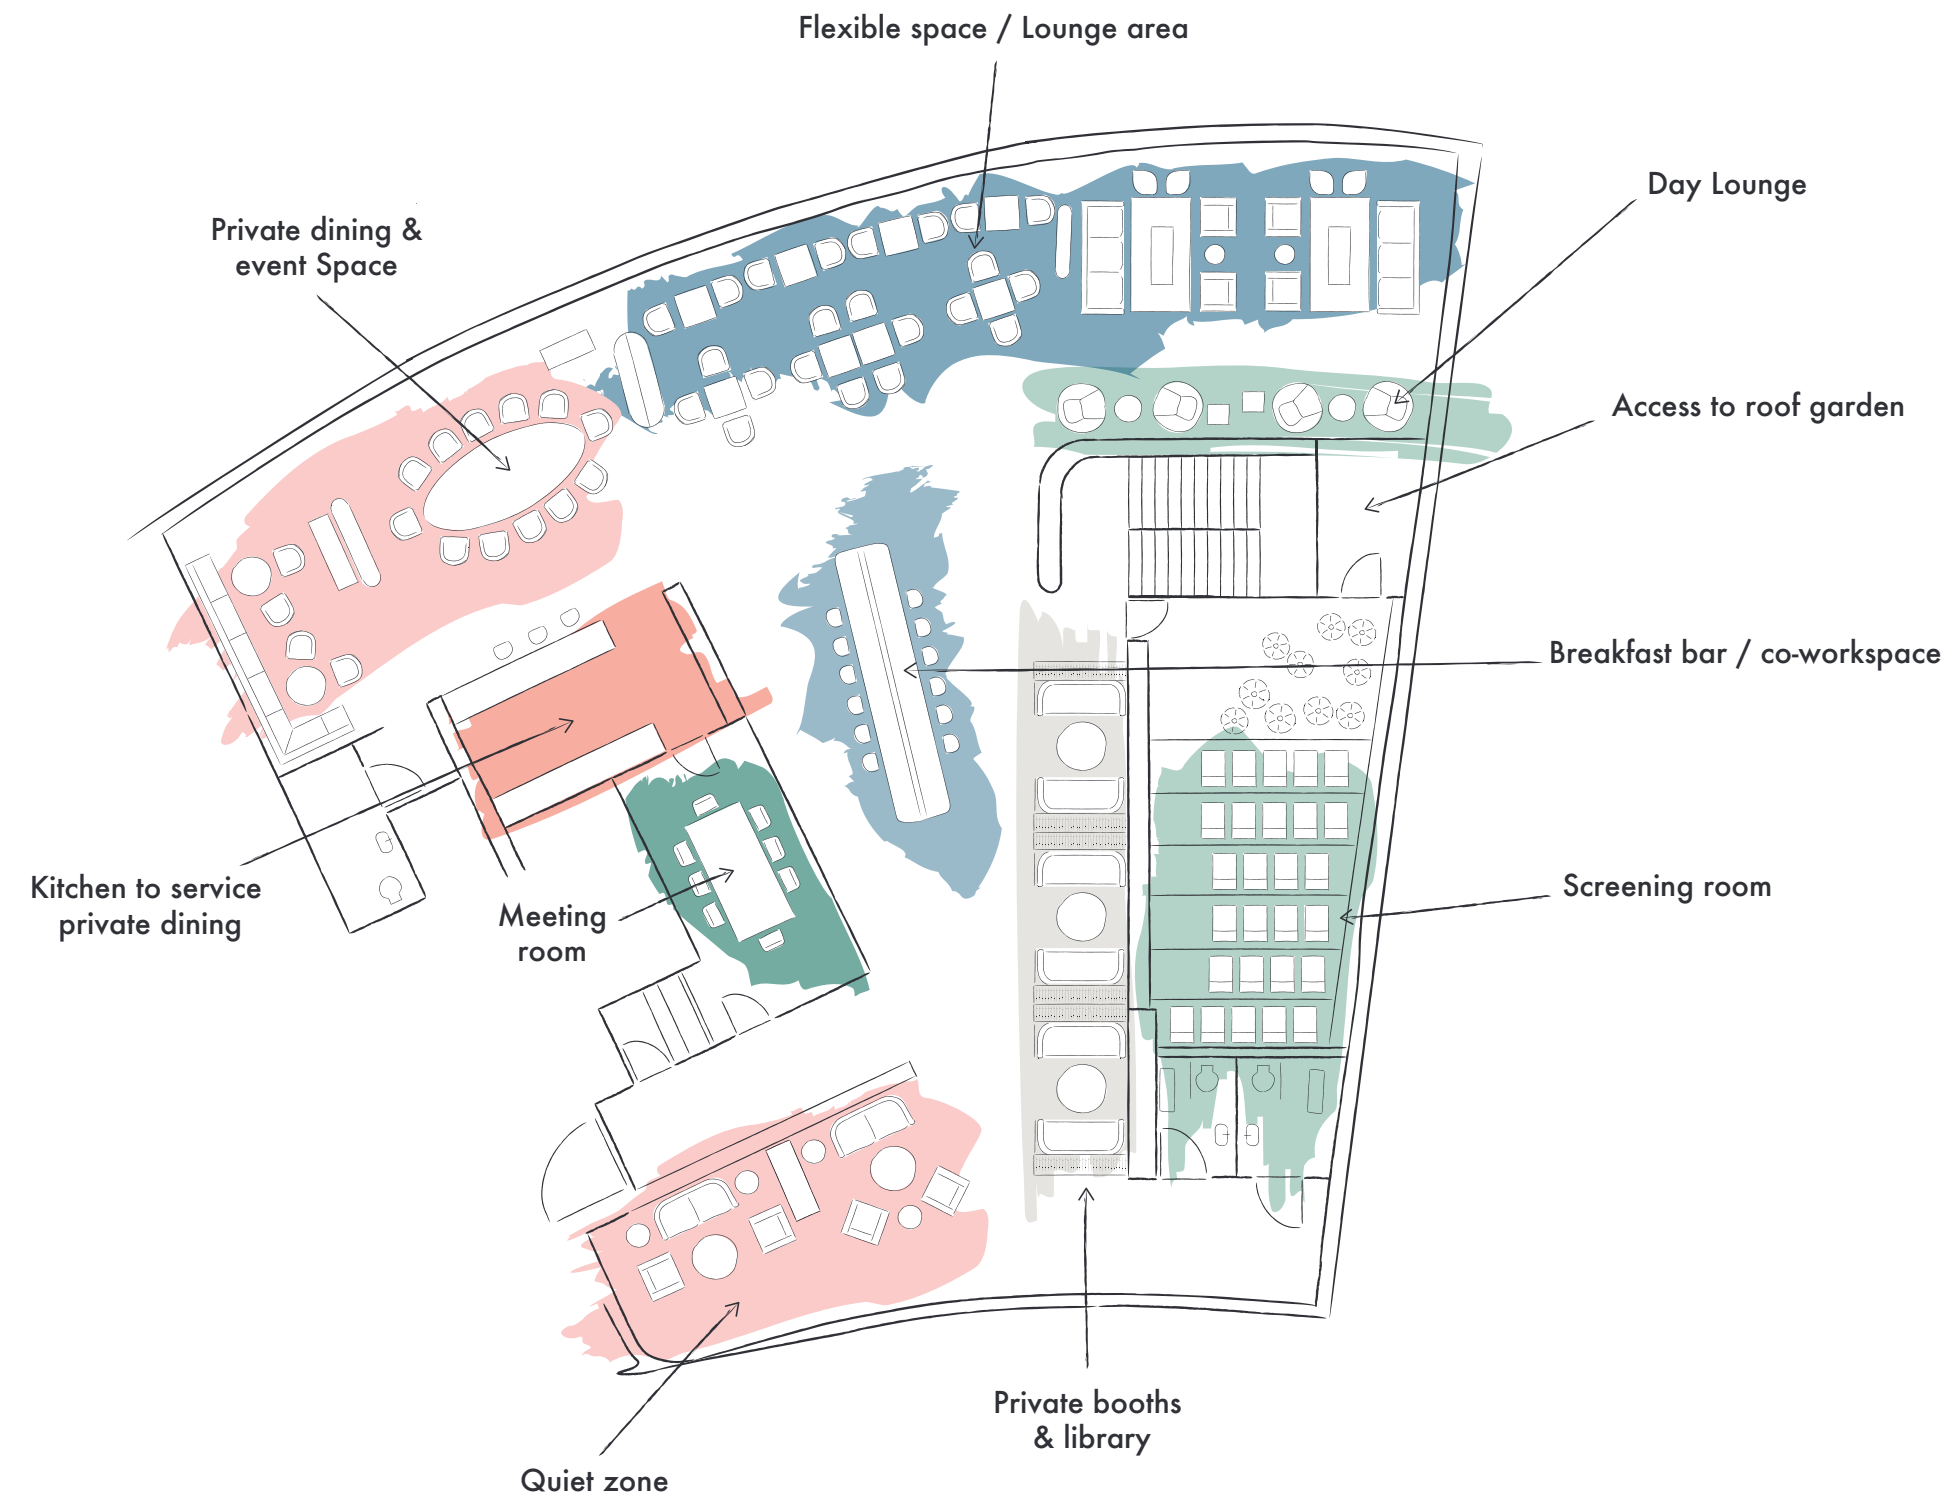 Flexible space / Lounge area
Day Lounge
Private dining &
event Space
Access to roof garden
Breakfast bar / co-workspace
Kitchen to service
private dining
Meeting
room
Screening room
Private booths
& library
Quiet zone